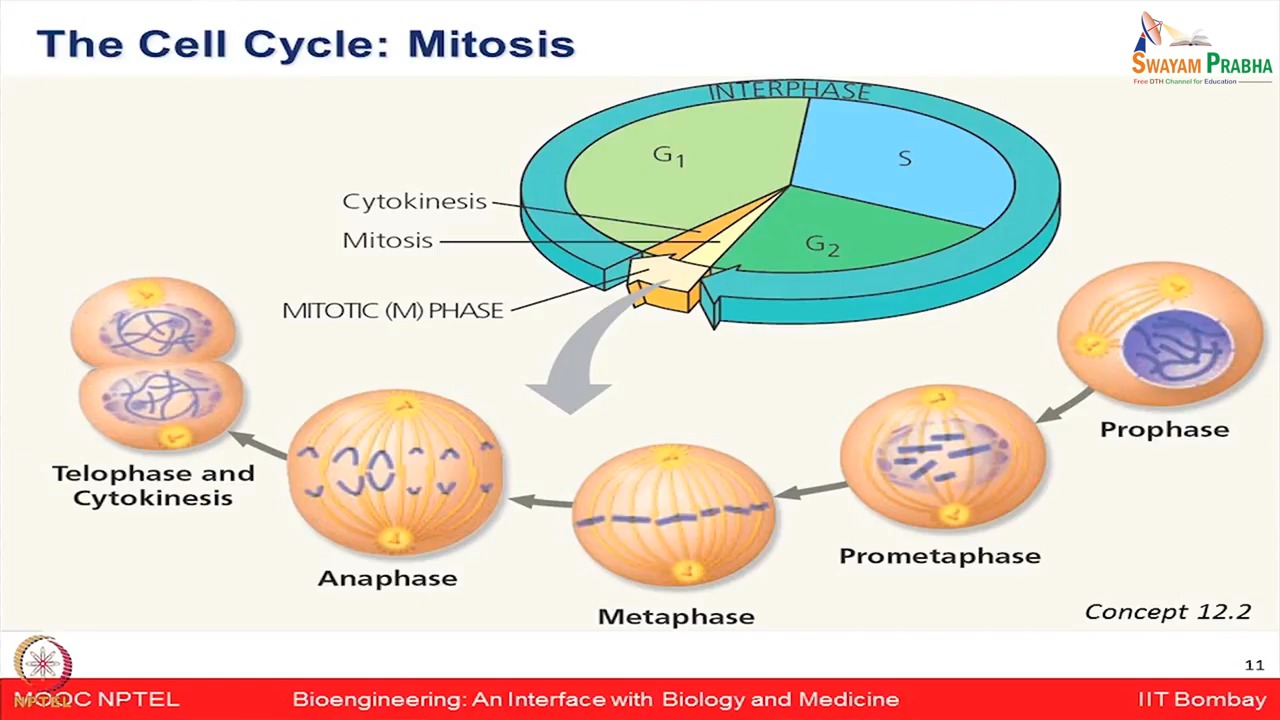 The Cell Cycle: Mitosis
SWAYAM PRABHA
Free DTH Channel for Education
INTERPHASE
G1
S
Cytokinesis
Mitosis
G2
MITOTIC (M) PHASE
Prophase
Telophase and
Cytokinesis
Prometaphase
Anaphase
Metaphase
Concept 12.2
11
MOOC NPTEL
NPTEL
Bioengineering: An Interface with Biology and Medicine
IIT Bombay